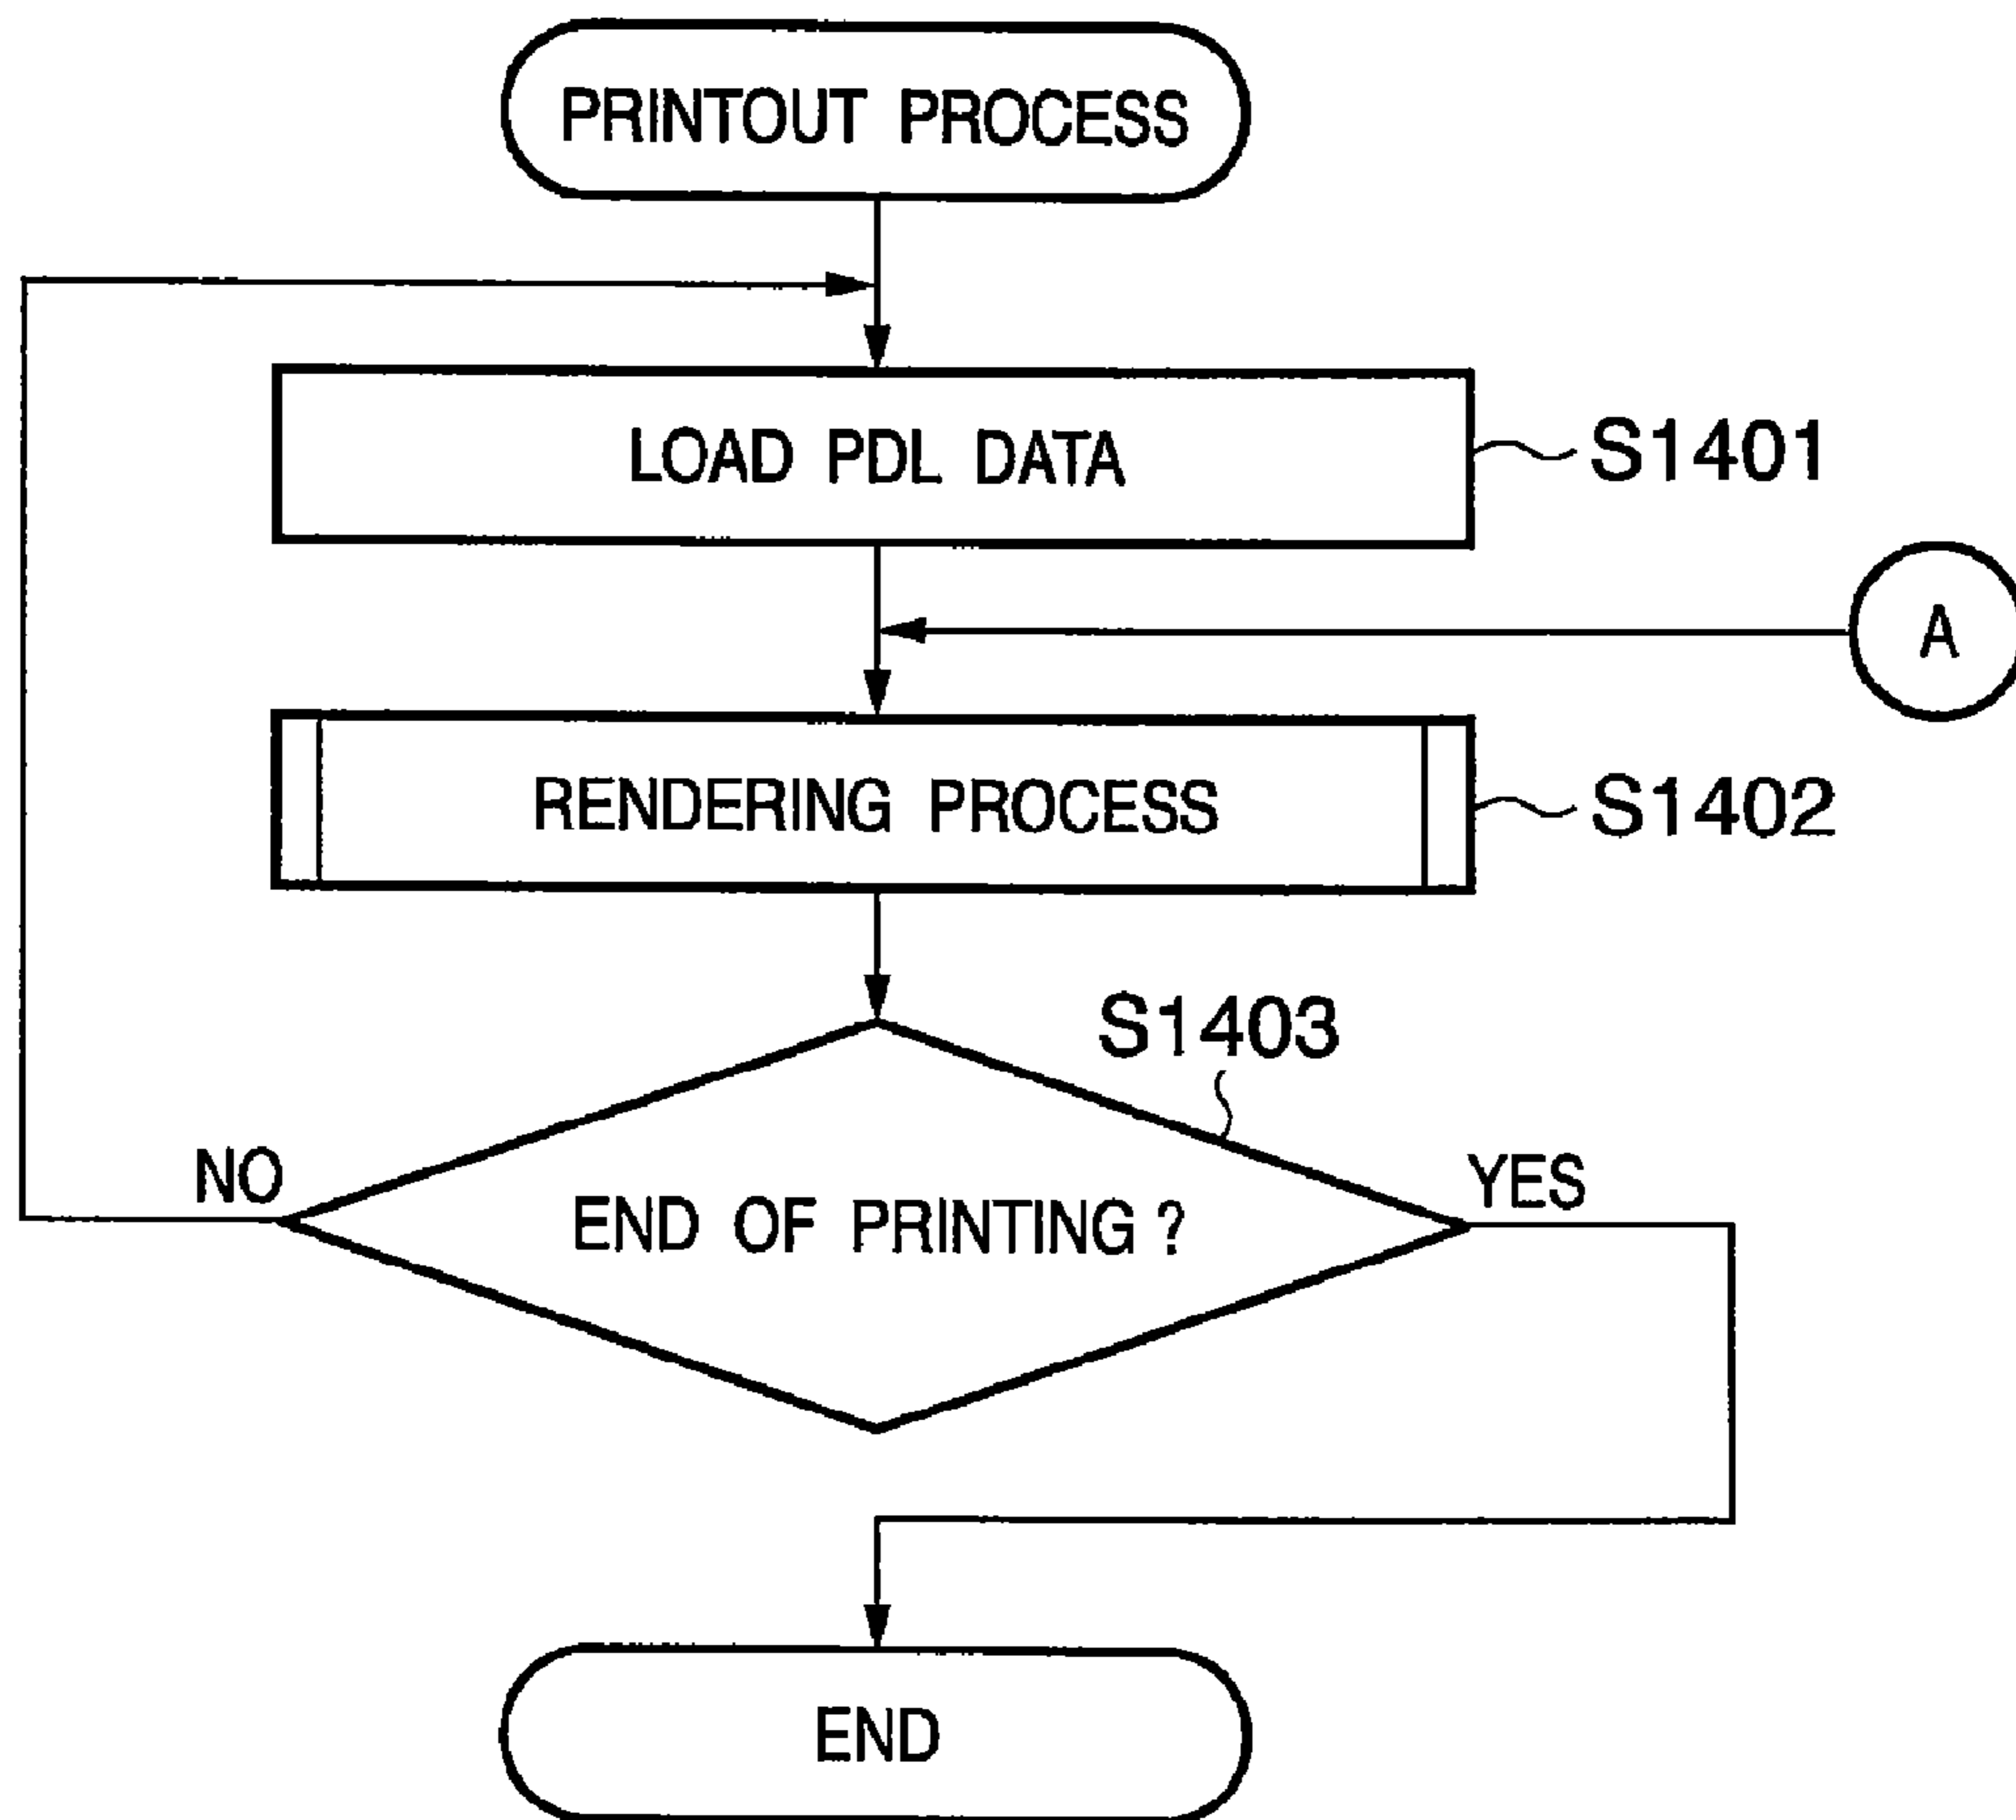 PRINTOUT PROCESS
LOAD PDL DATA
S1401
A
RENDERING PROCESS
S1402
S1403
NO
YES
END OF PRINTING ?
END